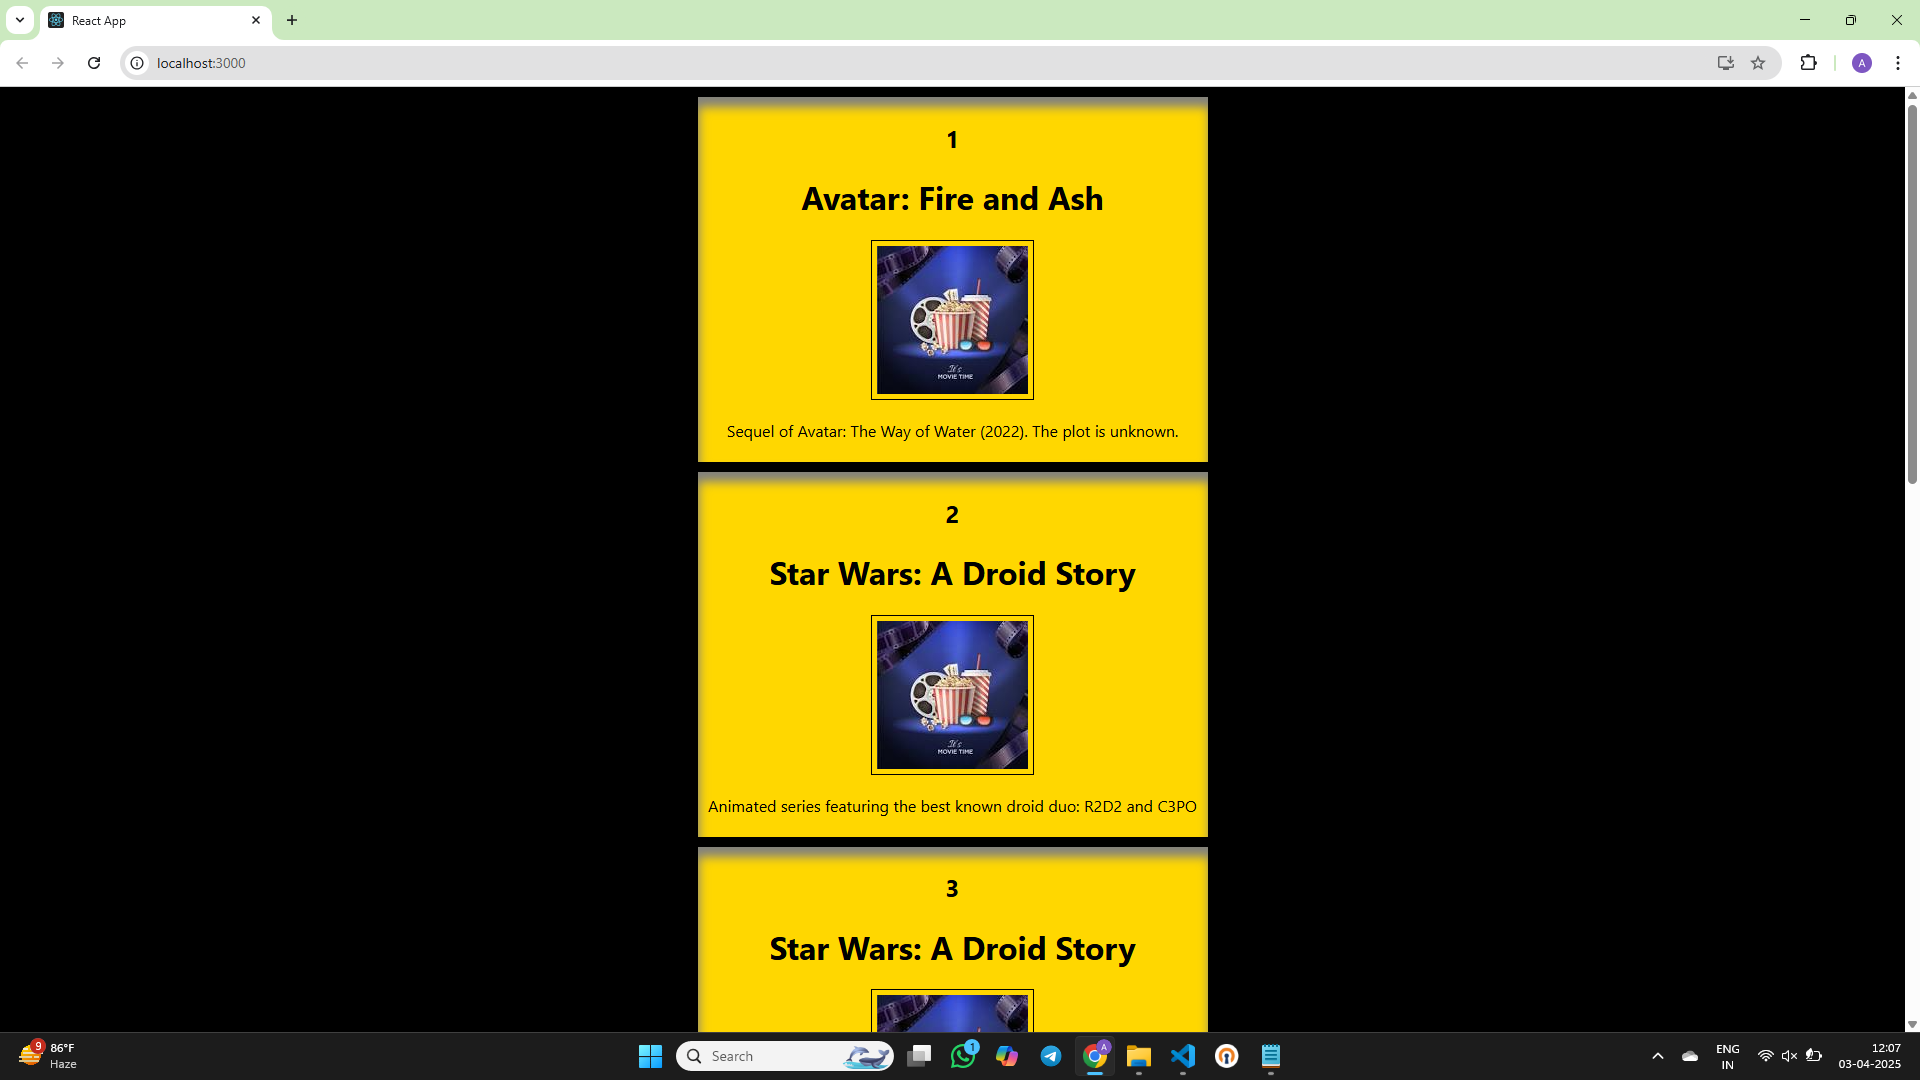 React App
localhost:3000
A
1
Avatar: Fire and Ash
It's
MOVIE TIME
Sequel of Avatar: The Way of Water (2022). The plot is unknown.
2
Star Wars: A Droid Story
It's
MOVIE TIME
Animated series featuring the best known droid duo: R2D2 and C3PO
3
Star Wars: A Droid Story
9
86°F
Haze
Search
1
A
ENG
IN
12:07
03-04-2025